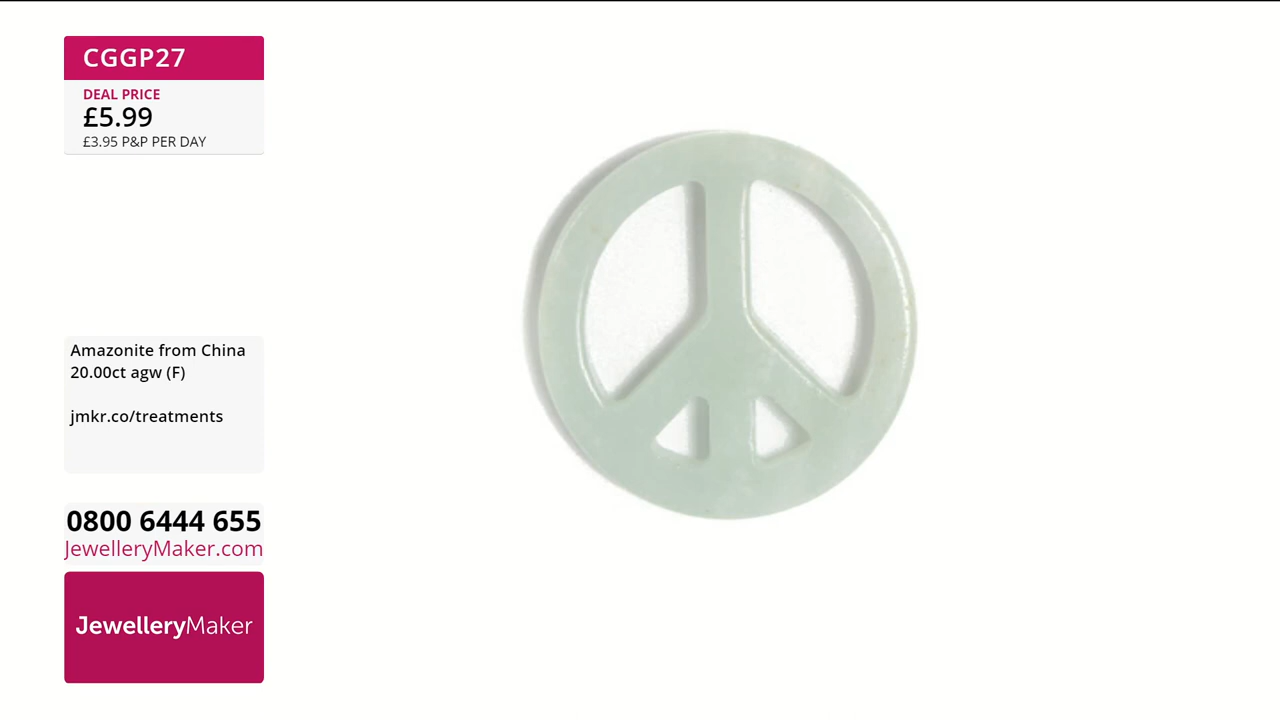 CGGP27
DEAL PRICE
£5.99
£3.95 P&P PER DAY
Amazonite from China
20.00ct agw (F)
jmkr.co/treatments
0800 6444 655
JewelleryMaker.com
JewelleryMaker